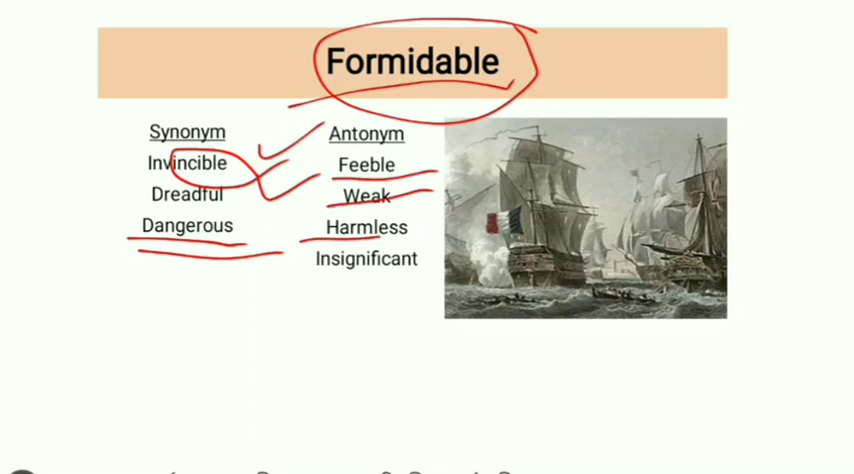 Formidable
Synonym
Invincible
Dreadful
Dangerous
Antonym
Feeble
Weak
Harmless
Insignificant